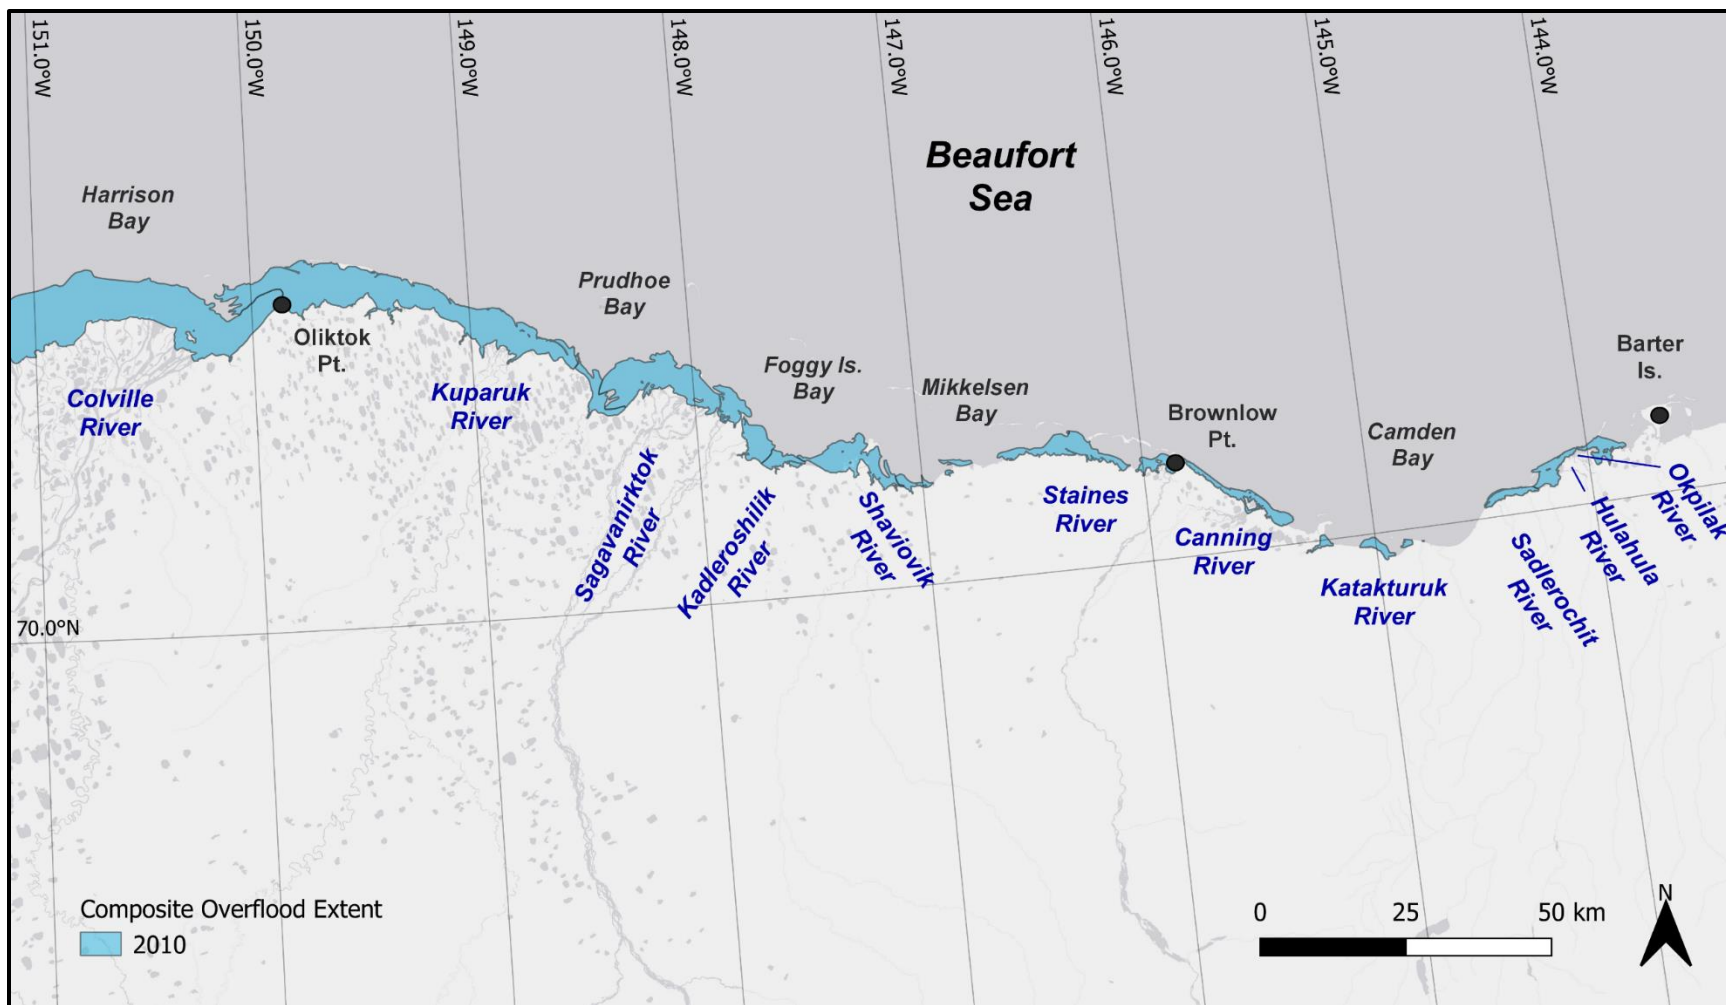 151.0°W
150.0°W
149.0°W
148.0°W
147.0°W
146.0°W
145.0°W
144.0°W
Beaufort
Sea
Harrison
Bay
Prudhoe
Bay
Foggy Is.
Bay
Mikkelsen
Bay
Camden
Bay
Barter
Is.
Oliktok
Pt.
Brownlow
Pt.
Colville
River
Kuparuk
River
Sagavanirktok
River
Kadleroshilik
River
Shaviovik
River
Staines
River
Canning
River
Katakturuk
River
Sadlerochit
River
Hulahula
River
Okpilak
River
70.0°N
Composite Overflood Extent
2010
0 25 50 km
N